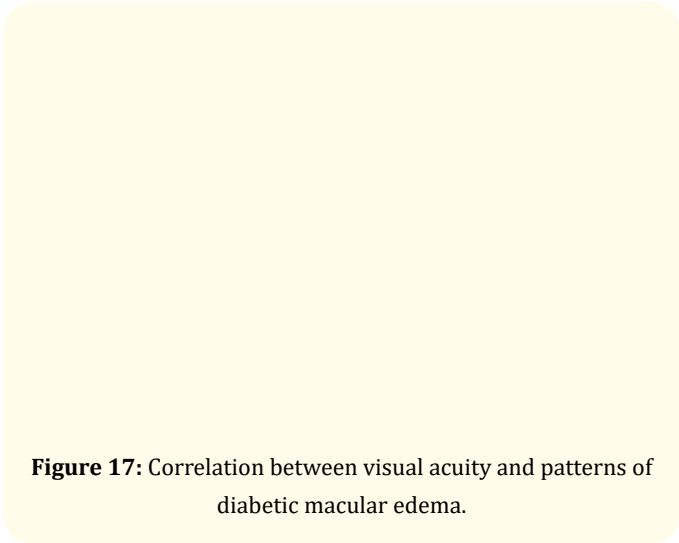 Figure 17: Correlation between visual acuity and patterns of
diabetic macular edema.